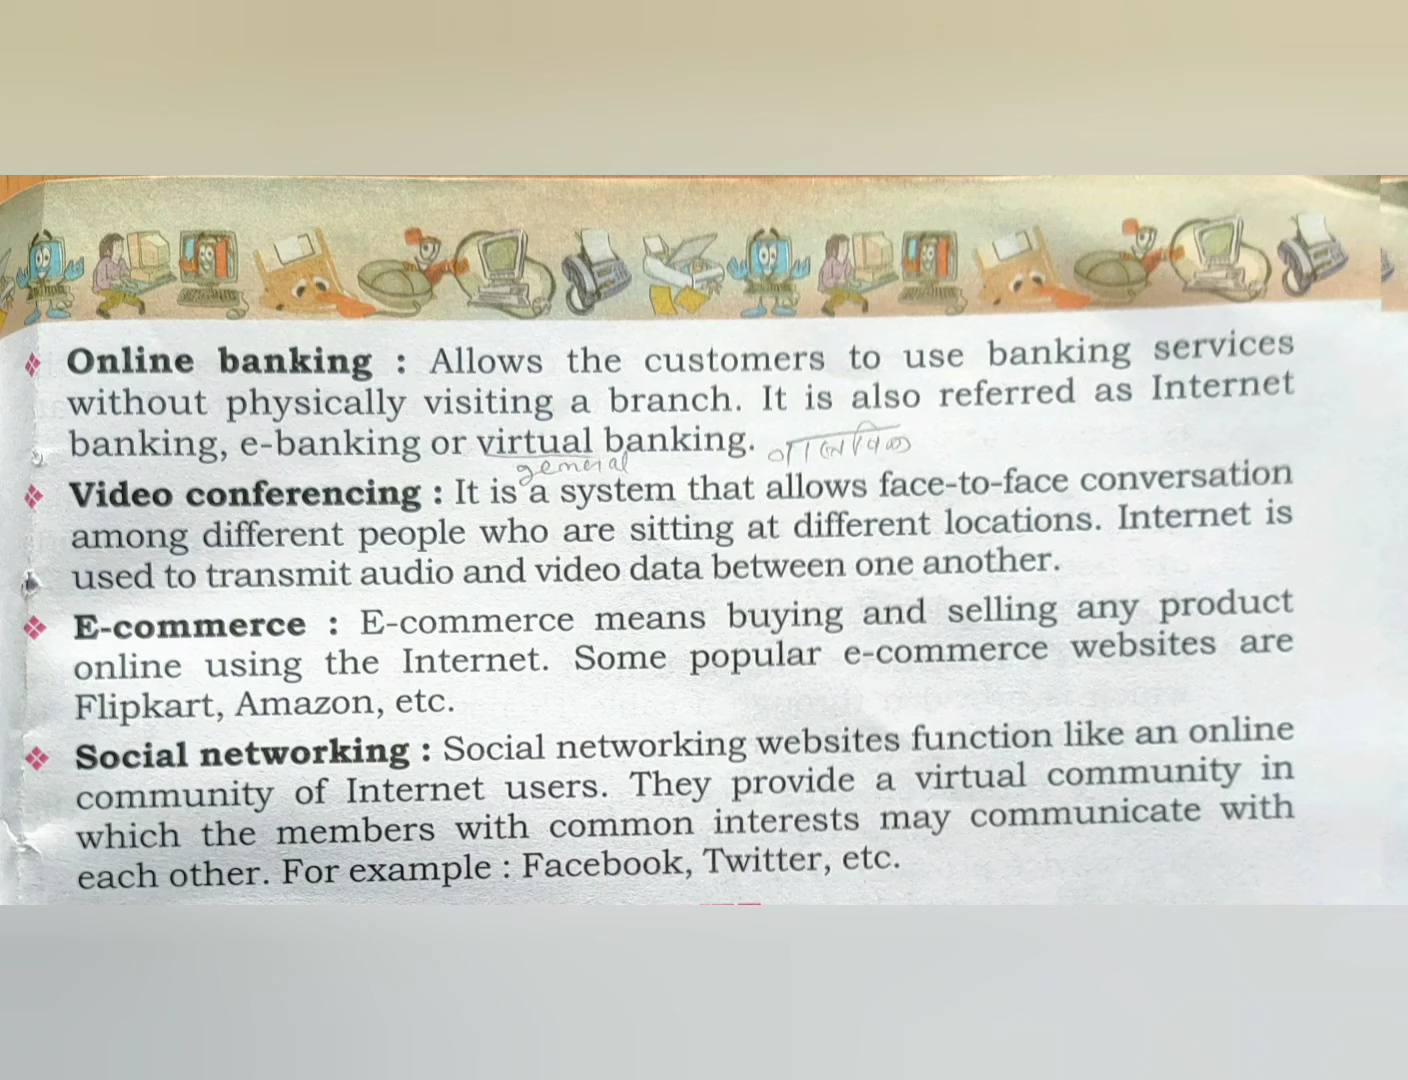 ❖ Online banking : Allows the customers to use banking services
without physically visiting a branch. It is also referred as Internet
banking, e-banking or virtual banking.
general
❖ Video conferencing : It is a system that allows face-to-face conversation
among different people who are sitting at different locations. Internet is
used to transmit audio and video data between one another.
❖ E-commerce : E-commerce means buying and selling any product
online using the Internet. Some popular e-commerce websites are
Flipkart, Amazon, etc.
❖ Social networking : Social networking websites function like an online
community of Internet users. They provide a virtual community in
which the members with common interests may communicate with
each other. For example : Facebook, Twitter, etc.